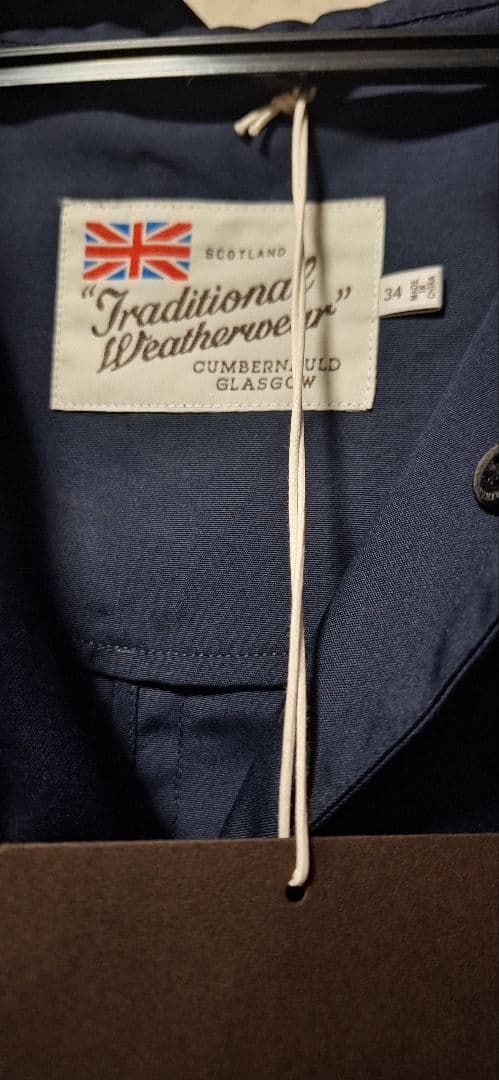 SCOTLAND
"Traditional
Weatherwear"
CUMBERNAULD
GLASGOW
34
MADE
IN
CHINA